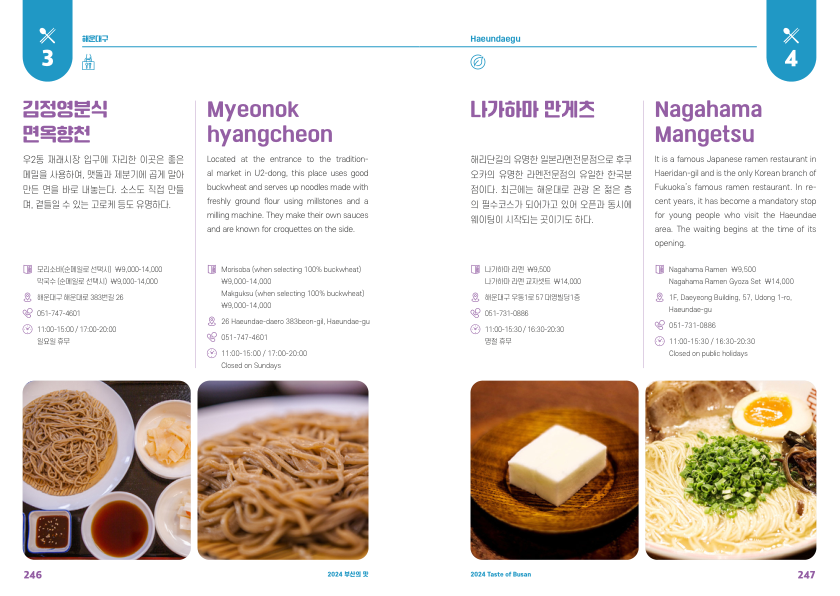 3
해운대구
김정영분식
면옥향천
우2동 재래시장 입구에 자리한 이곳은 좋은
메밀을 사용하여, 맷돌과 제분기에 곱게 갈아
만든 면을 바로 내놓는다. 소스도 직접 만들
며, 곁들일 수 있는 고로케 등도 유명하다.
모리소바(순메밀로 선택시) ₩9,000-14,000
막국수 (순메밀로 선택시) ₩9,000-14,000
해운대구 해운대로 383번길 26
051-747-4601
11:00-15:00 / 17:00-20:00
일요일 휴무
Myeonok
hyangcheon
Located at the entrance to the tradition-
al market in U2-dong, this place uses good
buckwheat and serves up noodles made with
freshly ground flour using millstones and a
milling machine. They make their own sauces
and are known for croquettes on the side.
Morisoba (when selecting 100% buckwheat)
₩9,000-14,000
Makguksu (when selecting 100% buckwheat)
₩9,000-14,000
26 Haeundae-daero 383beon-gil, Haeundae-gu
051-747-4601
11:00-15:00 / 17:00-20:00
Closed on Sundays
246
2024 부산의 맛
Haeundaegu
4
나가하마 만게츠
해리단길의 유명한 일본라멘전문점으로 후쿠
오카의 유명한 라멘전문점의 유일한 한국분
점이다. 최근에는 해운대로 관광 온 젊은 층
의 필수코스가 되어가고 있어 오픈과 동시에
웨이팅이 시작되는 곳이기도 하다.
나가하마 라멘 ₩9,500
나가하마 라멘 교자셋트 ₩14,000
해운대구 우동1로 57 대영빌딩 1층
051-731-0886
11:00-15:30 / 16:30-20:30
명절 휴무
Nagahama
Mangetsu
It is a famous Japanese ramen restaurant in
Haeridan-gil and is the only Korean branch of
Fukuoka's famous ramen restaurant. In re-
cent years, it has become a mandatory stop
for young people who visit the Haeundae
area. The waiting begins at the time of its
opening.
Nagahama Ramen ₩9,500
Nagahama Ramen Gyoza Set ₩14,000
1F, Daeyeong Building, 57, Udong 1-ro,
Haeundae-gu
051-731-0886
11:00-15:30 / 16:30-20:30
Closed on public holidays
2024 Taste of Busan
247